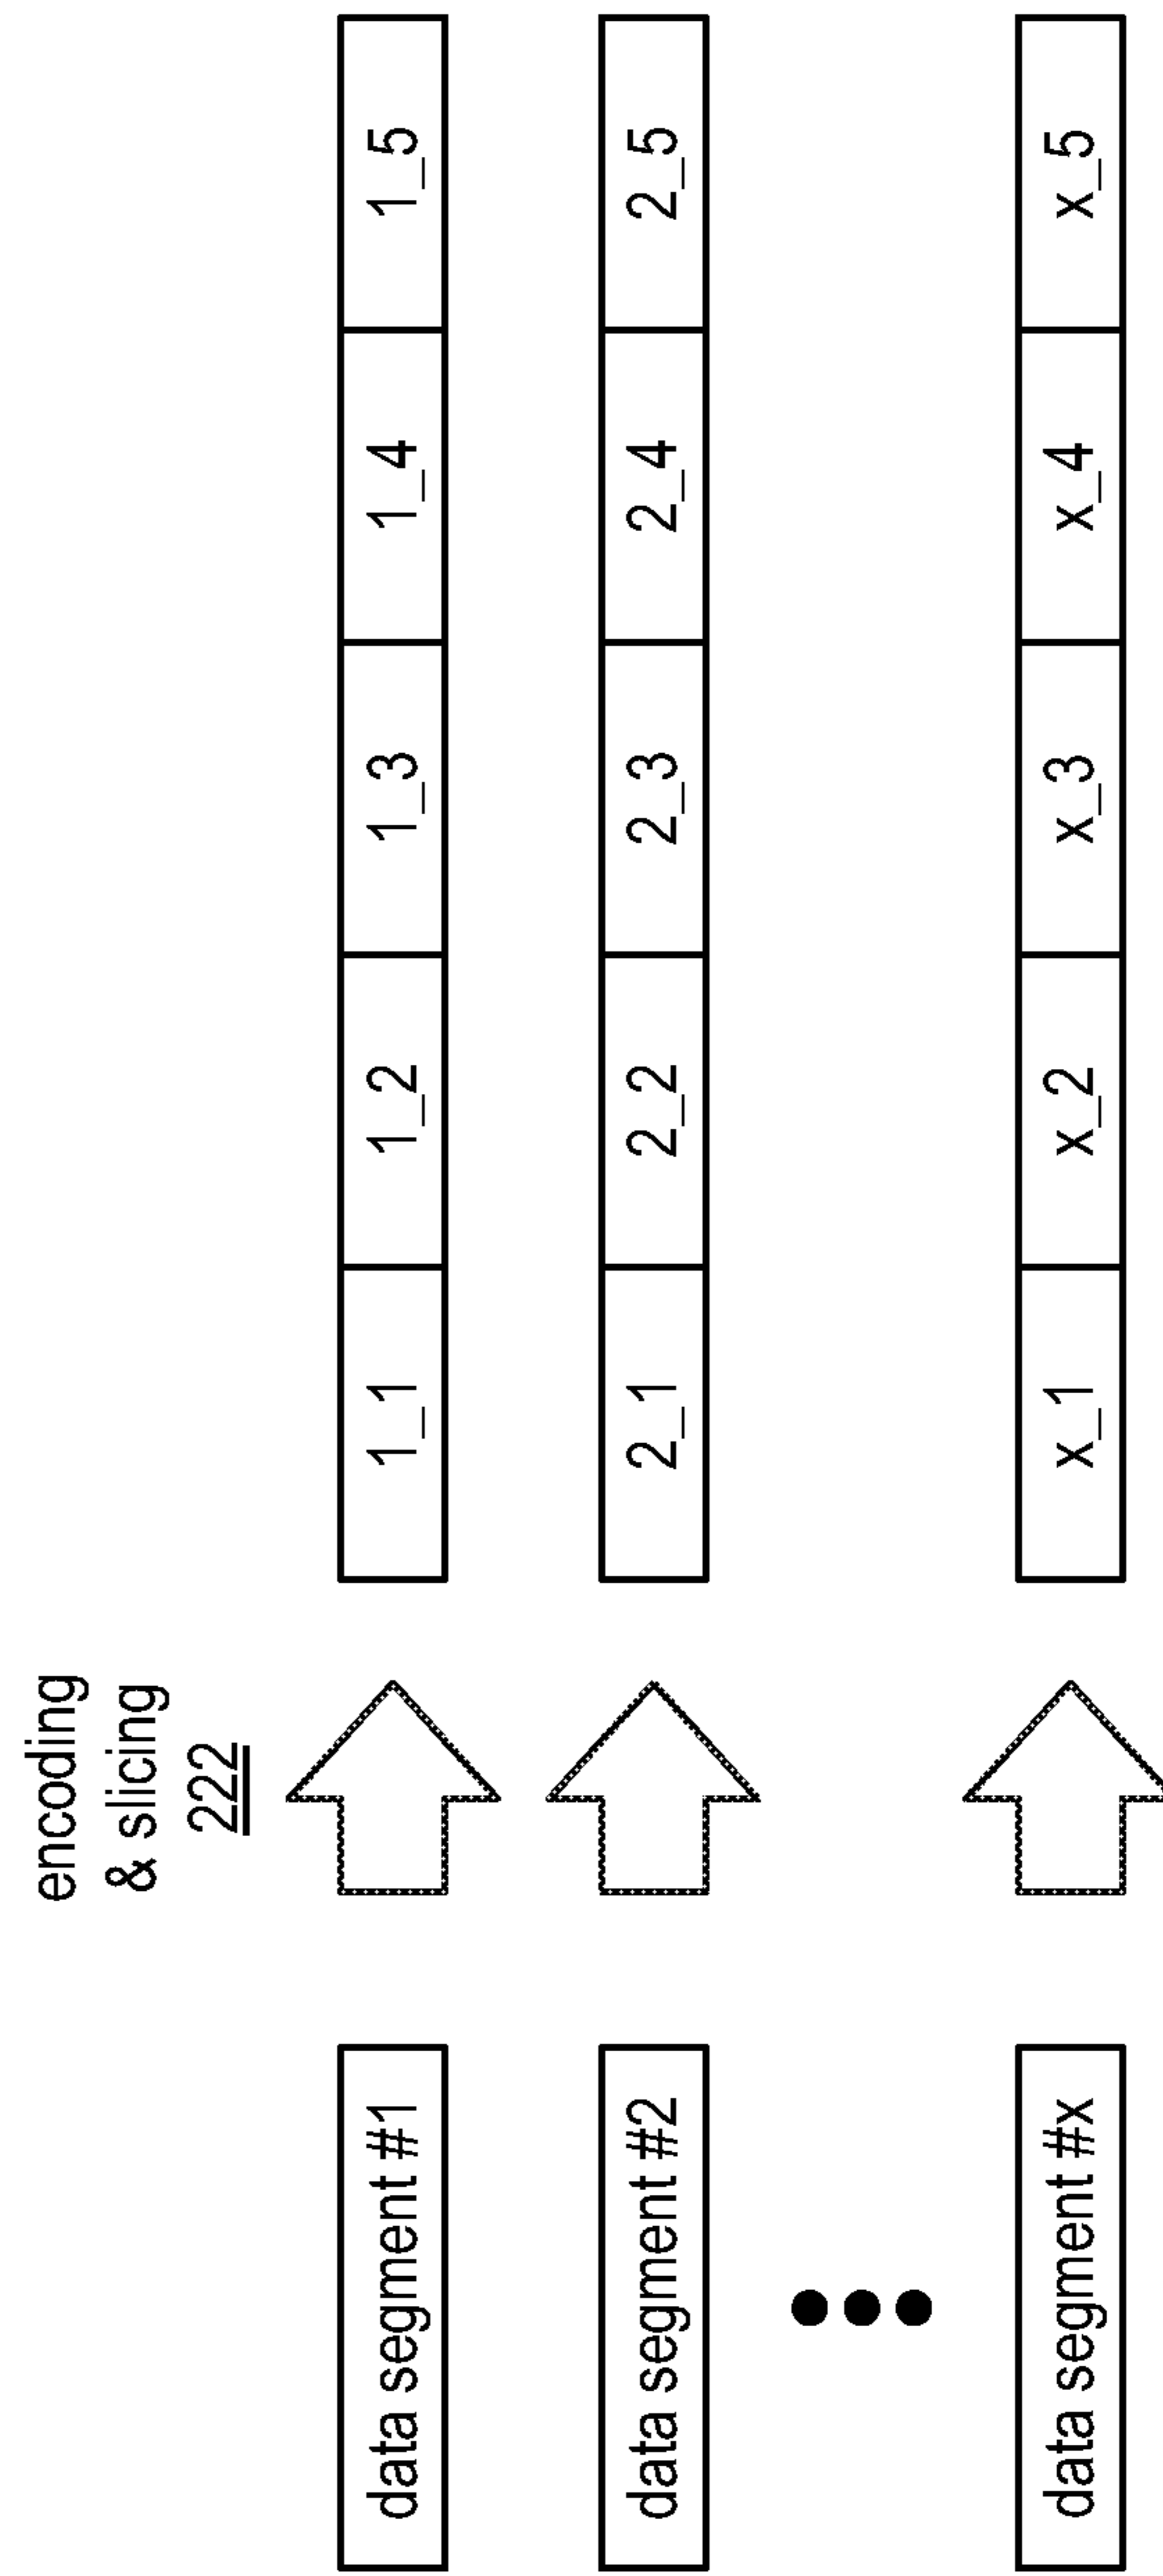 encoding
& slicing
222
data segment #1
1_1
1_2
1_3
1_4
1_5
data segment #2
2_1
2_2
2_3
2_4
2_5
data segment #x
x_1
x_2
x_3
x_4
x_5